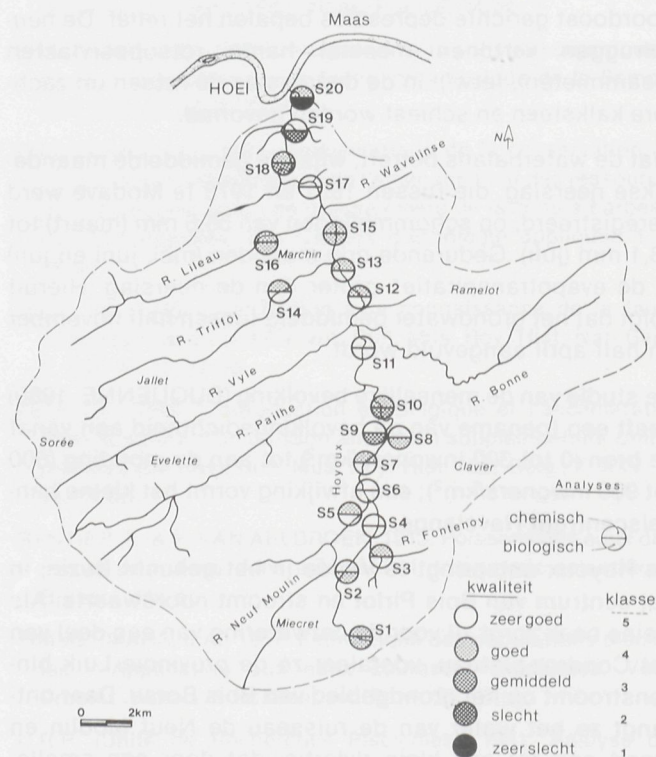 Maas
HOEI
S20
S19
N
S18
S17
Wavelinse
S15
R. Lileau
S16
Marchin
S13
S12
Ramelot
S14
R. Triffoi
S11
Jallet
R. Vyle
Bonne
R. Pailhe
S10
S9
S8
Sorée
Evelette
Hoyoux
S7
Clavier
Analyses
S6
chemisch
S5
S4
Fontenoy
biologisch
S3
S2
R. Neuf Moulin
kwaliteit
klasse
zeer goed 5
Miecret
S1
goed 4
gemiddeld 3
0 2km
slecht 2
zeer slecht 1